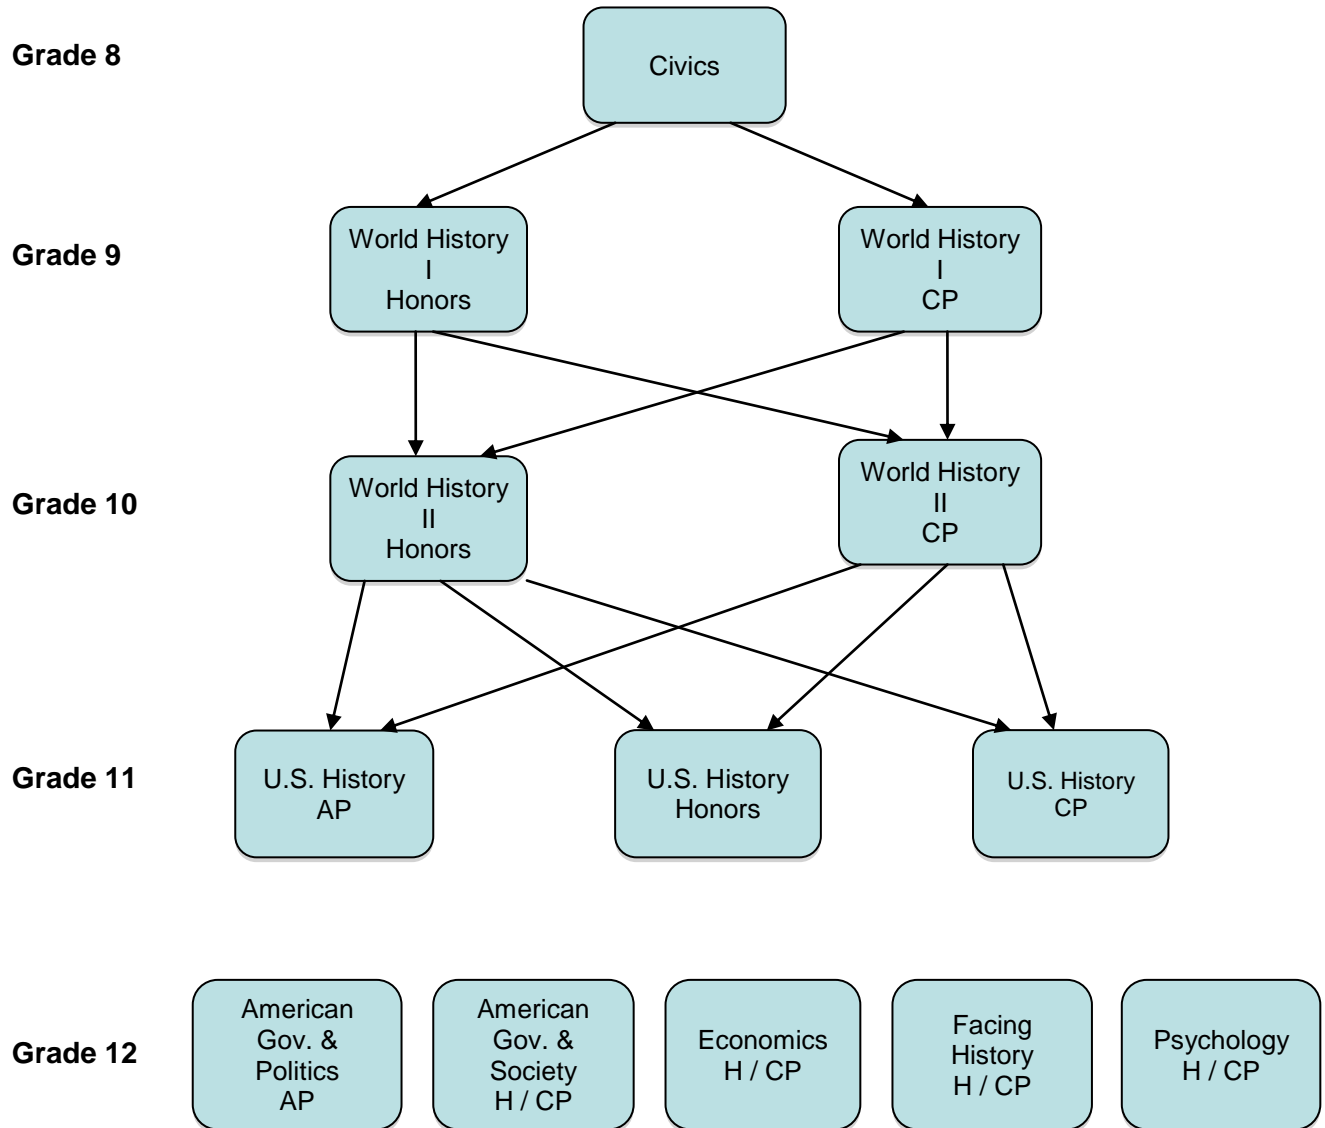 Grade 8
Civics
Grade 9
World History
I
Honors
World History
I
CP
Grade 10
World History
II
Honors
World History
II
CP
Grade 11
U.S. History
AP
U.S. History
Honors
U.S. History
CP
Grade 12
American
Gov. &
Politics
AP
American
Gov. &
Society
H / CP
Economics
H / CP
Facing
History
H / CP
Psychology
H / CP